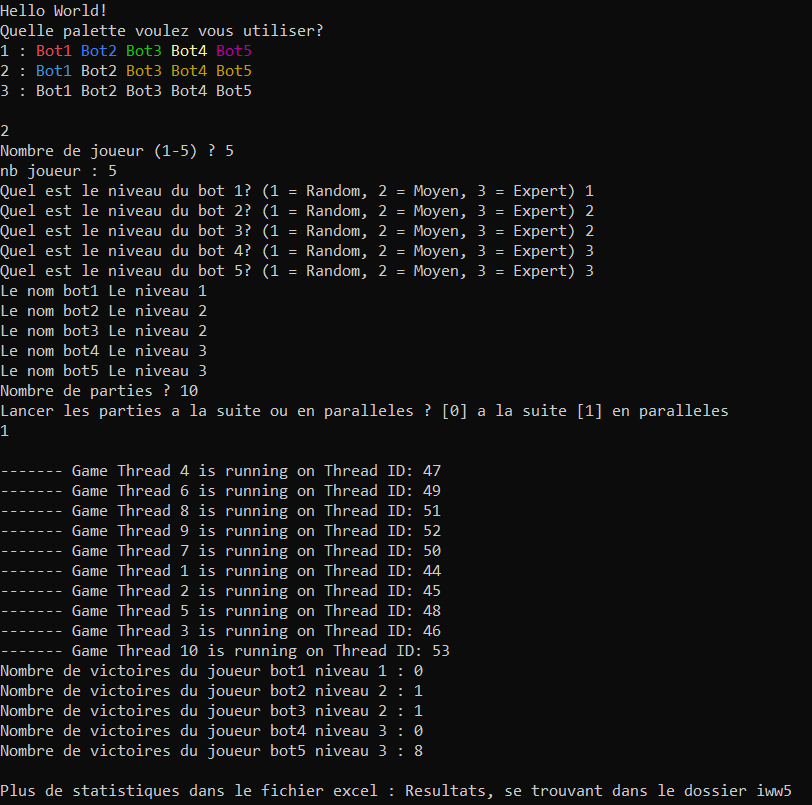 Hello World!
Quelle palette voulez vous utiliser?
1 : Bot1 Bot2 Bot3 Bot4 Bot5
2 : Bot1 Bot2 Bot3 Bot4 Bot5
3 : Bot1 Bot2 Bot3 Bot4 Bot5
2
Nombre de joueur (1-5) ? 5
nb joueur : 5
Quel est le niveau du bot 1? (1 = Random, 2 = Moyen, 3 = Expert) 1
Quel est le niveau du bot 2? (1 = Random, 2 = Moyen, 3 = Expert) 2
Quel est le niveau du bot 3? (1 = Random, 2 = Moyen, 3 = Expert) 2
Quel est le niveau du bot 4? (1 = Random, 2 = Moyen, 3 = Expert) 3
Quel est le niveau du bot 5? (1 = Random, 2 = Moyen, 3 = Expert) 3
Le nom bot1 Le niveau 1
Le nom bot2 Le niveau 2
Le nom bot3 Le niveau 2
Le nom bot4 Le niveau 3
Le nom bot5 Le niveau 3
Nombre de parties ? 10
Lancer les parties a la suite ou en paralleles ? [0] a la suite [1] en paralleles
1
------- Game Thread 4 is running on Thread ID: 47
------- Game Thread 6 is running on Thread ID: 49
------- Game Thread 8 is running on Thread ID: 51
------- Game Thread 9 is running on Thread ID: 52
------- Game Thread 7 is running on Thread ID: 50
------- Game Thread 1 is running on Thread ID: 44
------- Game Thread 2 is running on Thread ID: 45
------- Game Thread 5 is running on Thread ID: 48
------- Game Thread 3 is running on Thread ID: 46
------- Game Thread 10 is running on Thread ID: 53
Nombre de victoires du joueur bot1 niveau 1 : 0
Nombre de victoires du joueur bot2 niveau 2 : 1
Nombre de victoires du joueur bot3 niveau 2 : 1
Nombre de victoires du joueur bot4 niveau 3 : 0
Nombre de victoires du joueur bot5 niveau 3 : 8
Plus de statistiques dans le fichier excel : Resultats, se trouvant dans le dossier iww5